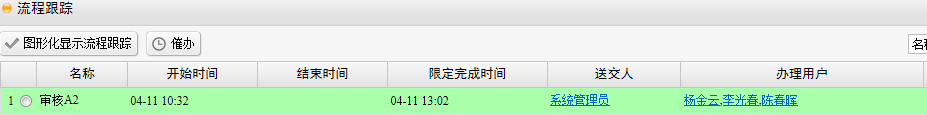 流程跟踪
图形化显示流程跟踪 催办 名称
名称 开始时间 结束时间 限定完成时间 送交人 办理用户
1 审核A2 04-11 10:32 04-11 13:02 系统管理员 杨金云,李光春,陈春晖